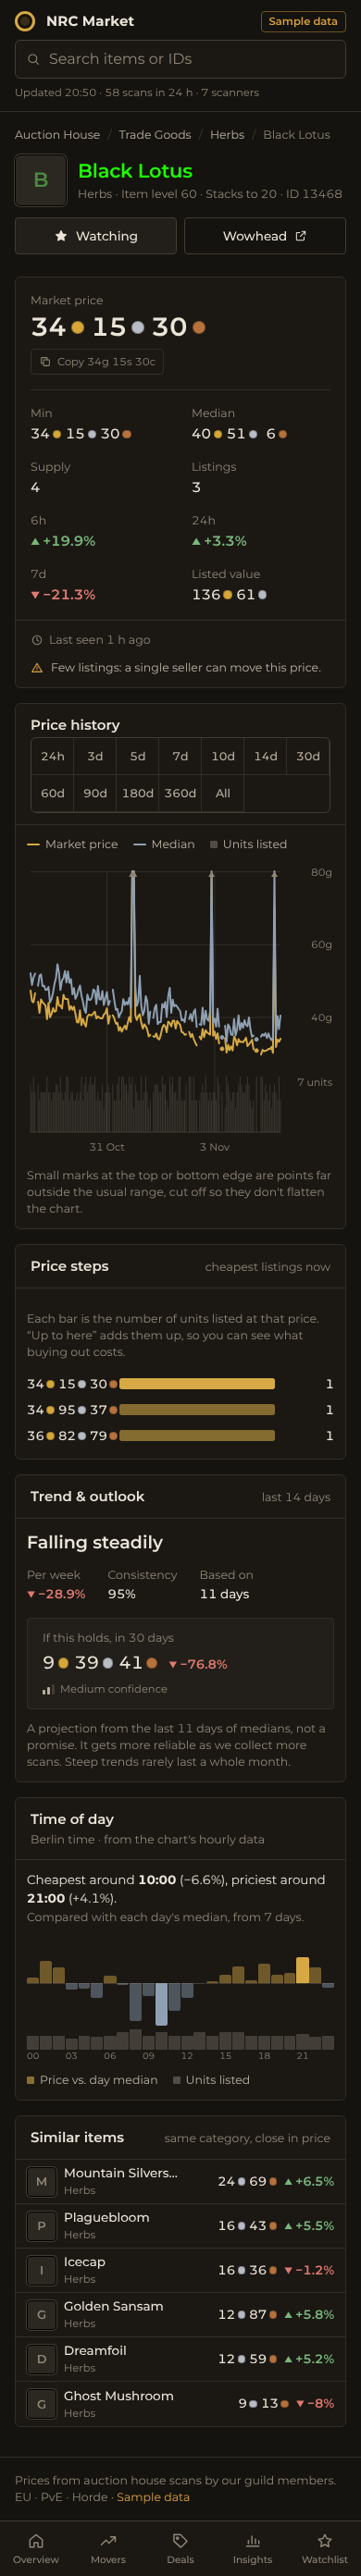 NRC Market
Sample data
Search items or IDs
Updated 20:50 · 58 scans in 24 h · 7 scanners
Auction House / Trade Goods / Herbs / Black Lotus
B
Black Lotus
Herbs · Item level 60 · Stacks to 20 · ID 13468
Watching
Wowhead
Market price
34 15 30
Copy 34g 15s 30c
Min
Median
34 15 30
40 51 6
Supply
Listings
4
3
6h
24h
+19.9%
+3.3%
7d
Listed value
−21.3%
136 61
Last seen 1 h ago
Few listings: a single seller can move this price.
Price history
24h 3d 5d 7d 10d 14d 30d
60d 90d 180d 360d All
Market price Median Units listed
80g
60g
40g
7 units
31 Oct 3 Nov
Small marks at the top or bottom edge are points far
outside the usual range, cut off so they don't flatten
the chart.
Price steps
cheapest listings now
Each bar is the number of units listed at that price.
“Up to here” adds them up, so you can see what
buying out costs.
34 15 30 1
34 95 37 1
36 82 79 1
Trend & outlook
last 14 days
Falling steadily
Per week Consistency Based on
−28.9% 95% 11 days
If this holds, in 30 days
9 39 41 −76.8%
Medium confidence
A projection from the last 11 days of medians, not a
promise. It gets more reliable as we collect more
scans. Steep trends rarely last a whole month.
Time of day
Berlin time · from the chart's hourly data
Cheapest around 10:00 (−6.6%), priciest around
21:00 (+4.1%).
Compared with each day's median, from 7 days.
00 03 06 09 12 15 18 21
Price vs. day median Units listed
Similar items
same category, close in price
M
Mountain Silvers...
24 69 +6.5%
Herbs
P
Plaguebloom
16 43 +5.5%
Herbs
I
Icecap
16 36 −1.2%
Herbs
G
Golden Sansam
12 87 +5.8%
Herbs
D
Dreamfoil
12 59 +5.2%
Herbs
G
Ghost Mushroom
9 13 −8%
Herbs
Prices from auction house scans by our guild members.
EU · PvE · Horde · Sample data
Overview Movers Deals Insights Watchlist